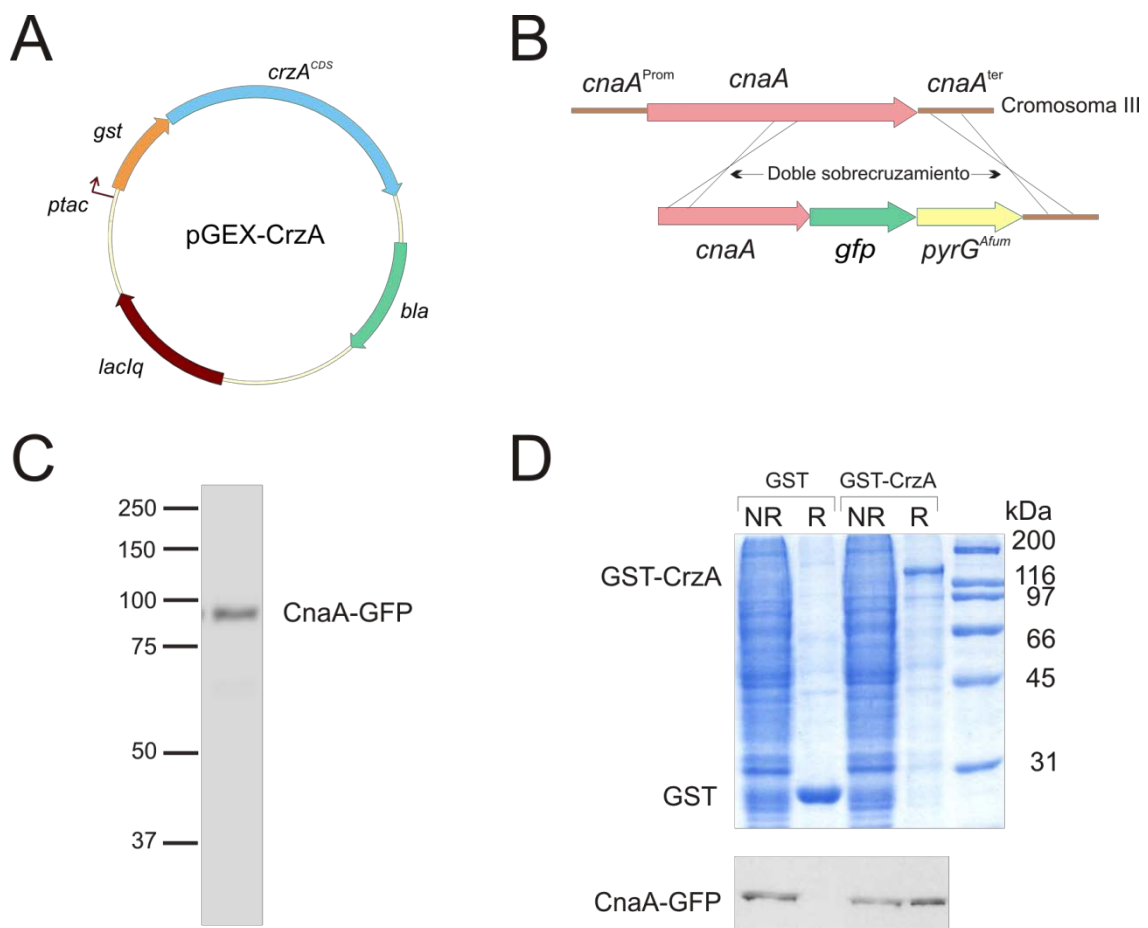 A
crzA^CDS
gst
ptac
pGEX-CrzA
bla
lacIq
B
cnaA^Prom cnaA cnaA^ter
Cromosoma III
Doble sobrecruzamiento
cnaA gfp pyrG^Afum
C
250
150
100
CnaA-GFP
75
50
37
D
GST GST-CrzA
NR R NR R kDa
200
GST-CrzA
116
97
66
45
31
GST
CnaA-GFP